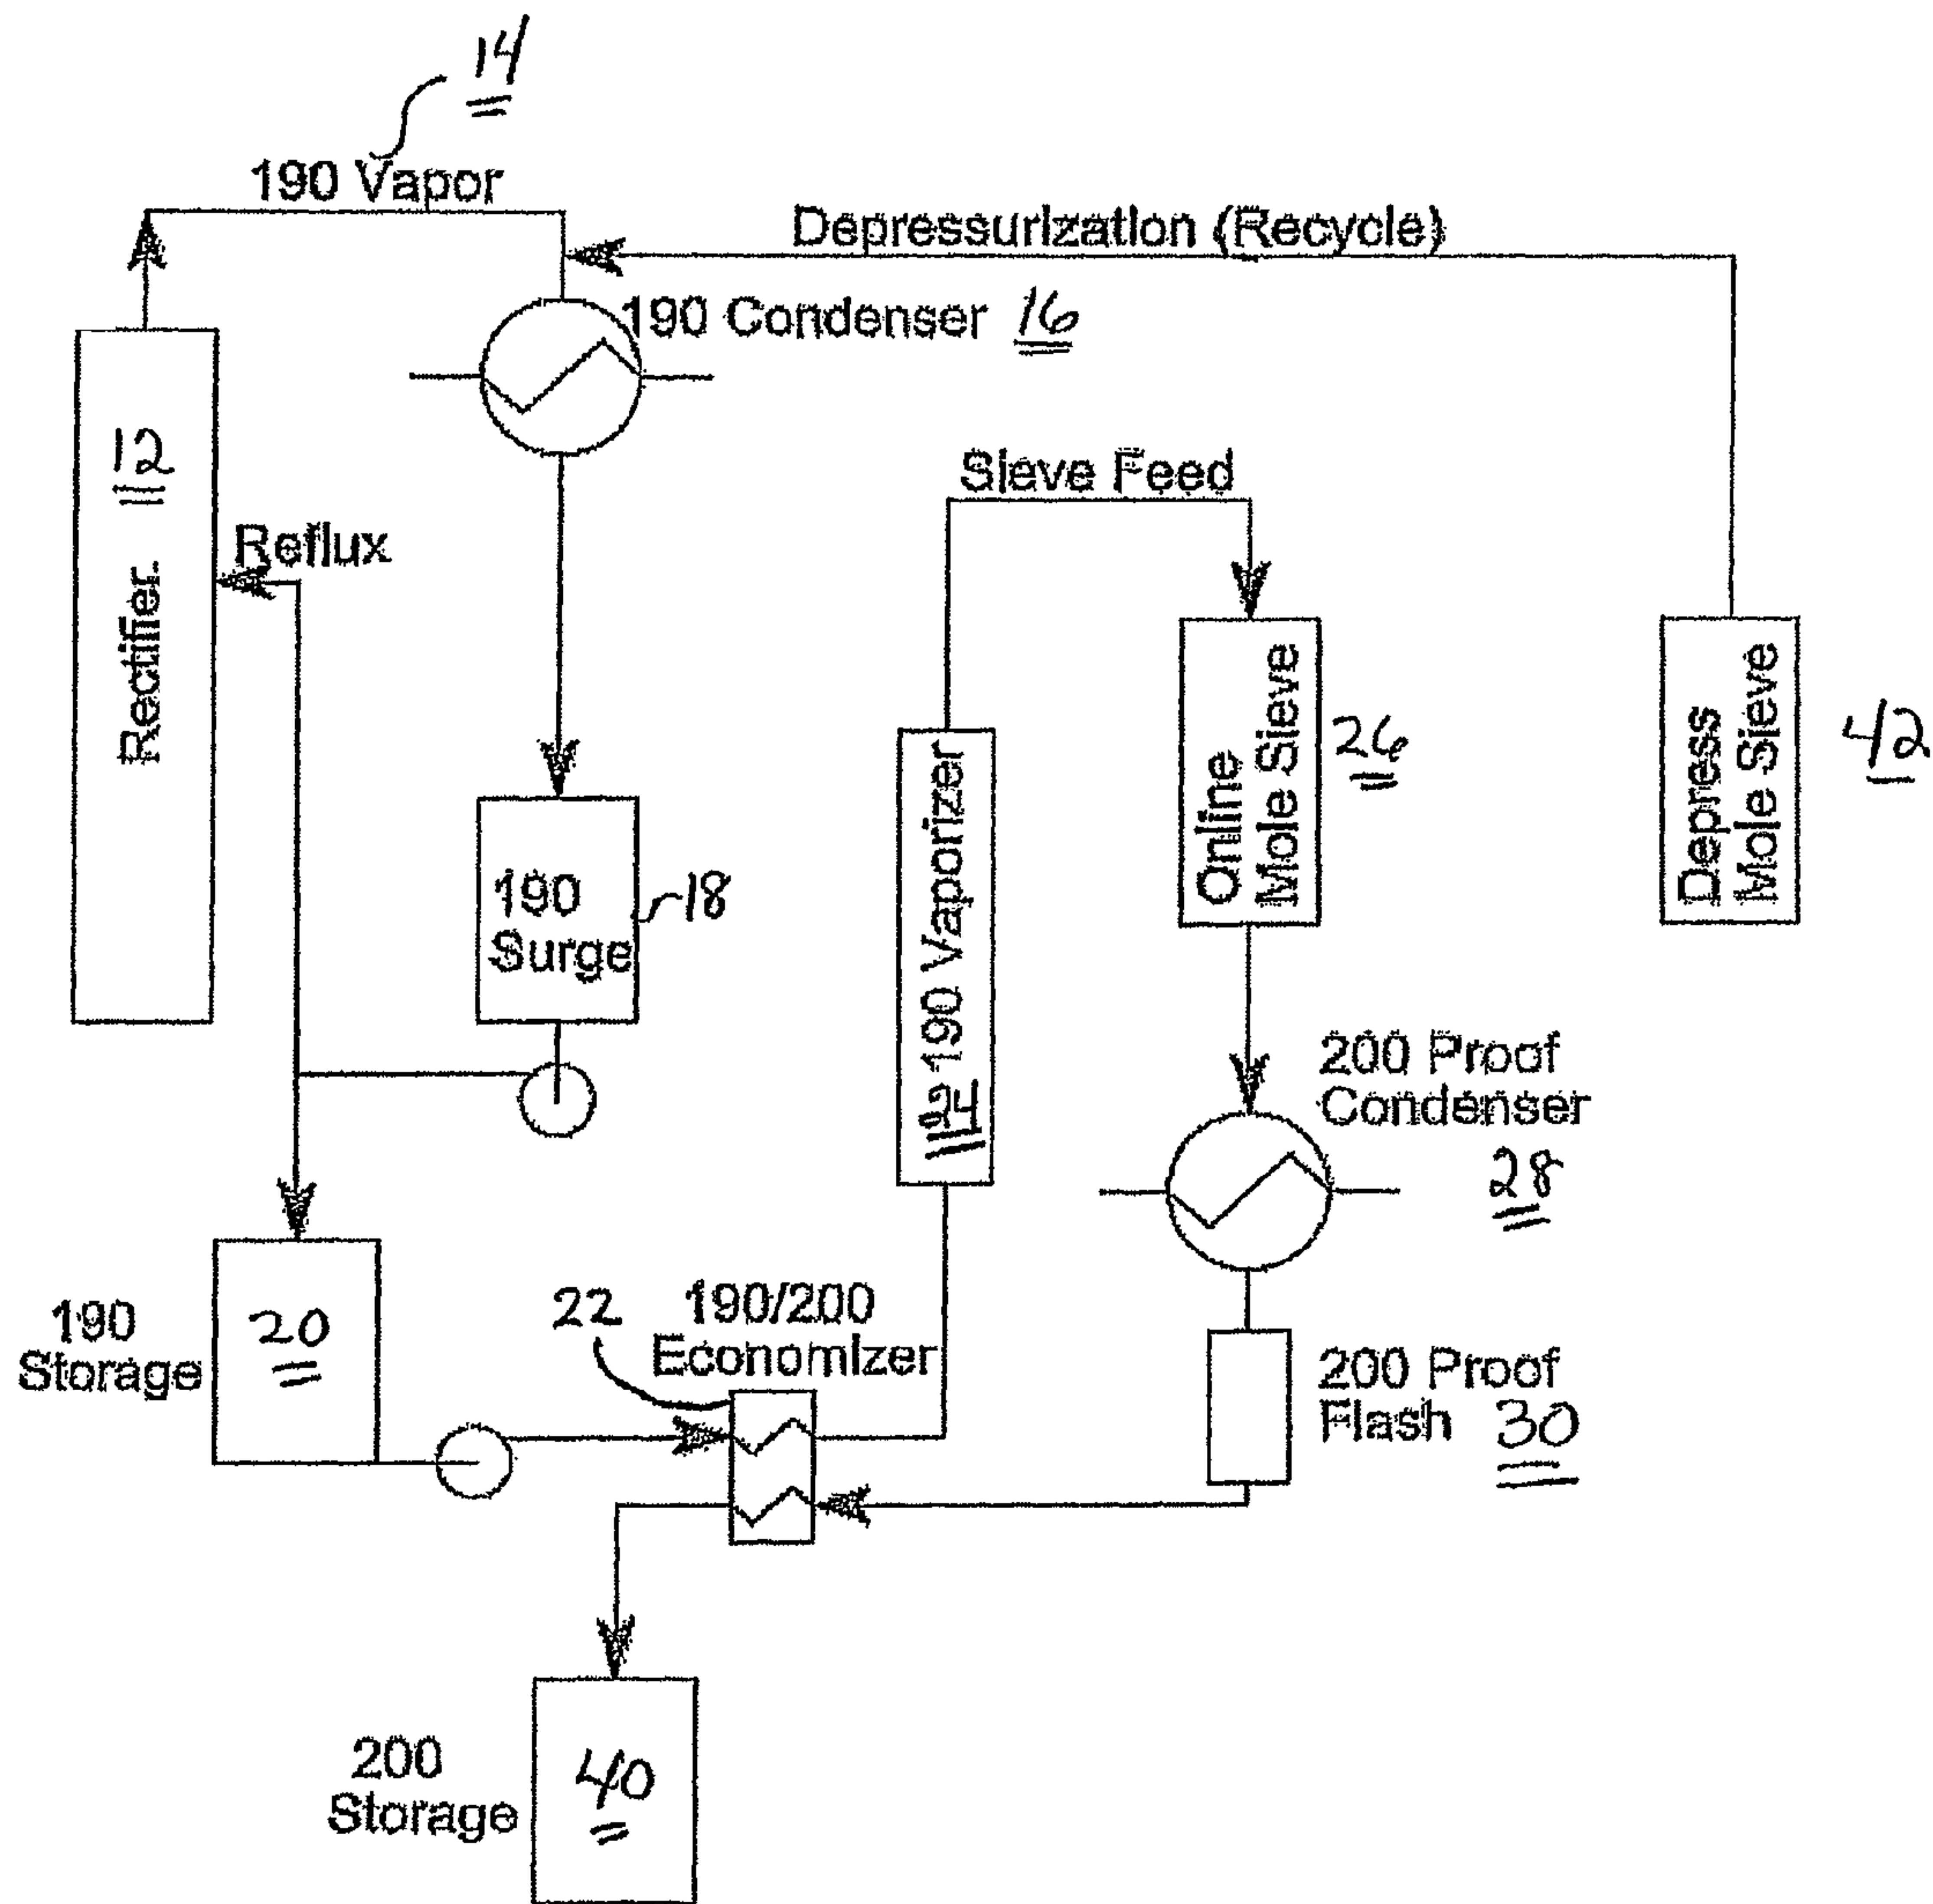 14
190 Vapor
Depressurization (Recycle)
190 Condenser 16
12
Rectifier
Reflux
Sieve Feed
190
Surge
18
24 190 Vaporizer
Online
Mole Sieve
26
Depress
Mole Sieve
42
200 Proof
Condenser
28
190
Storage
20
22
190/200
Economizer
200 Proof
Flash 30
200
Storage
40